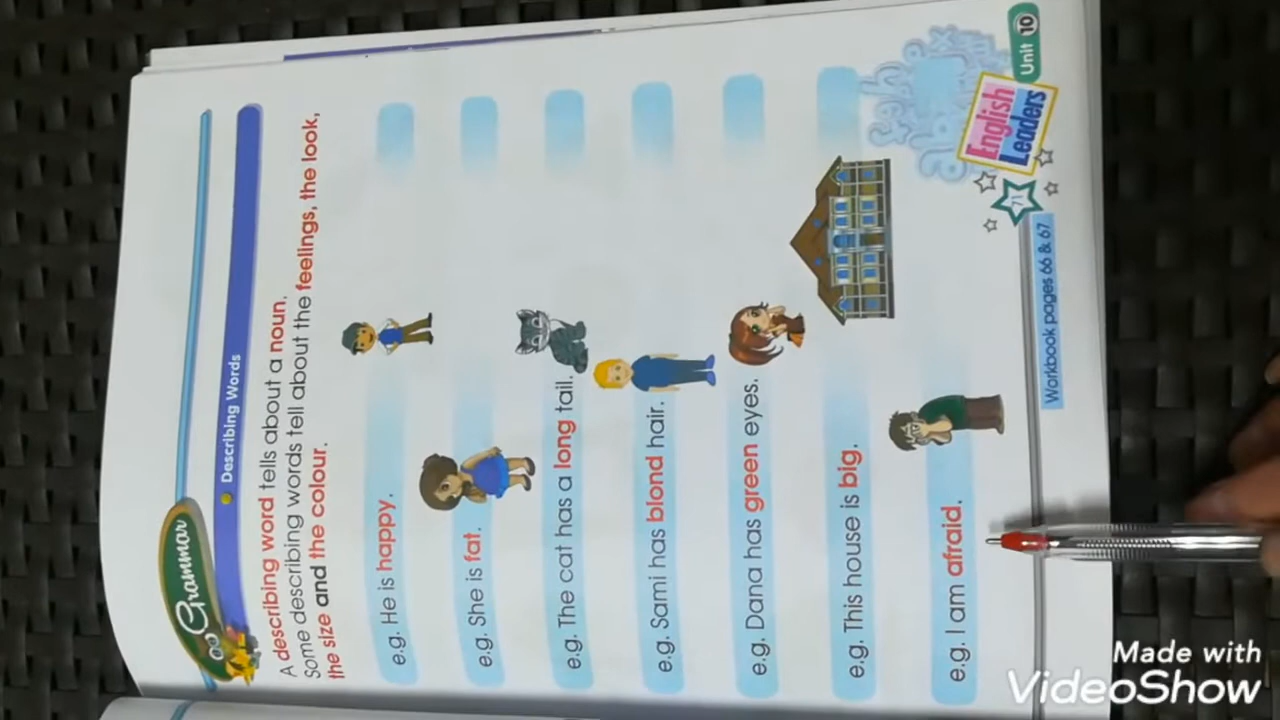 Grammar
Describing Words
A describing word tells about a noun.
Some describing words tell about the feelings, the look,
the size and the colour.
e.g. He is happy.
e.g. She is fat.
e.g. The cat has a long tail.
e.g. Sami has blond hair.
e.g. Dana has green eyes.
e.g. This house is big.
e.g. I am afraid.
Workbook pages 66 & 67
71
English
Leaders
Unit 10
Made with
VideoShow